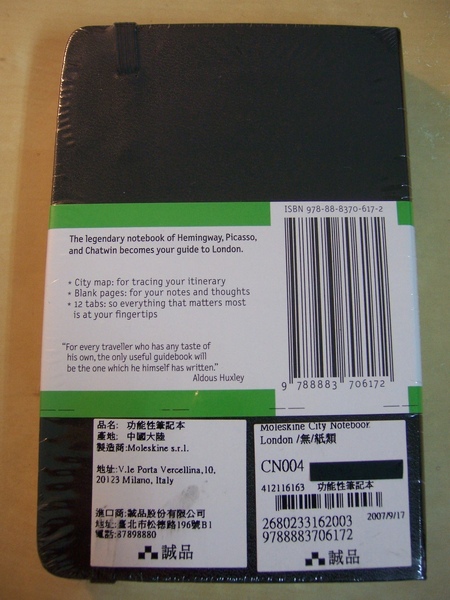 ISBN 978-88-8370-617-2
The legendary notebook of Hemingway, Picasso,
and Chatwin becomes your guide to London.
• City map: for tracing your itinerary
• Blank pages: for your notes and thoughts
• 12 tabs: so everything that matters most
is at your fingertips
"For every traveller who has any taste of
his own, the only useful guidebook will
be the one which he himself has written."
Aldous Huxley
9 788883 706172
品名: 功能性筆記本
產地: 中國大陸
製造商:Moleskine s.r.l.
地址:V.le Porta Vercellina,10,
20123 Milano, Italy
進口商:誠品股份有限公司
地址:臺北市松德路196號B1
電話:87898880
誠品
Moleskine City Notebook
London /無/紙類
CN004
412116163 功能性筆記本
2680233162003 2007/9/17
9788883706172
誠品